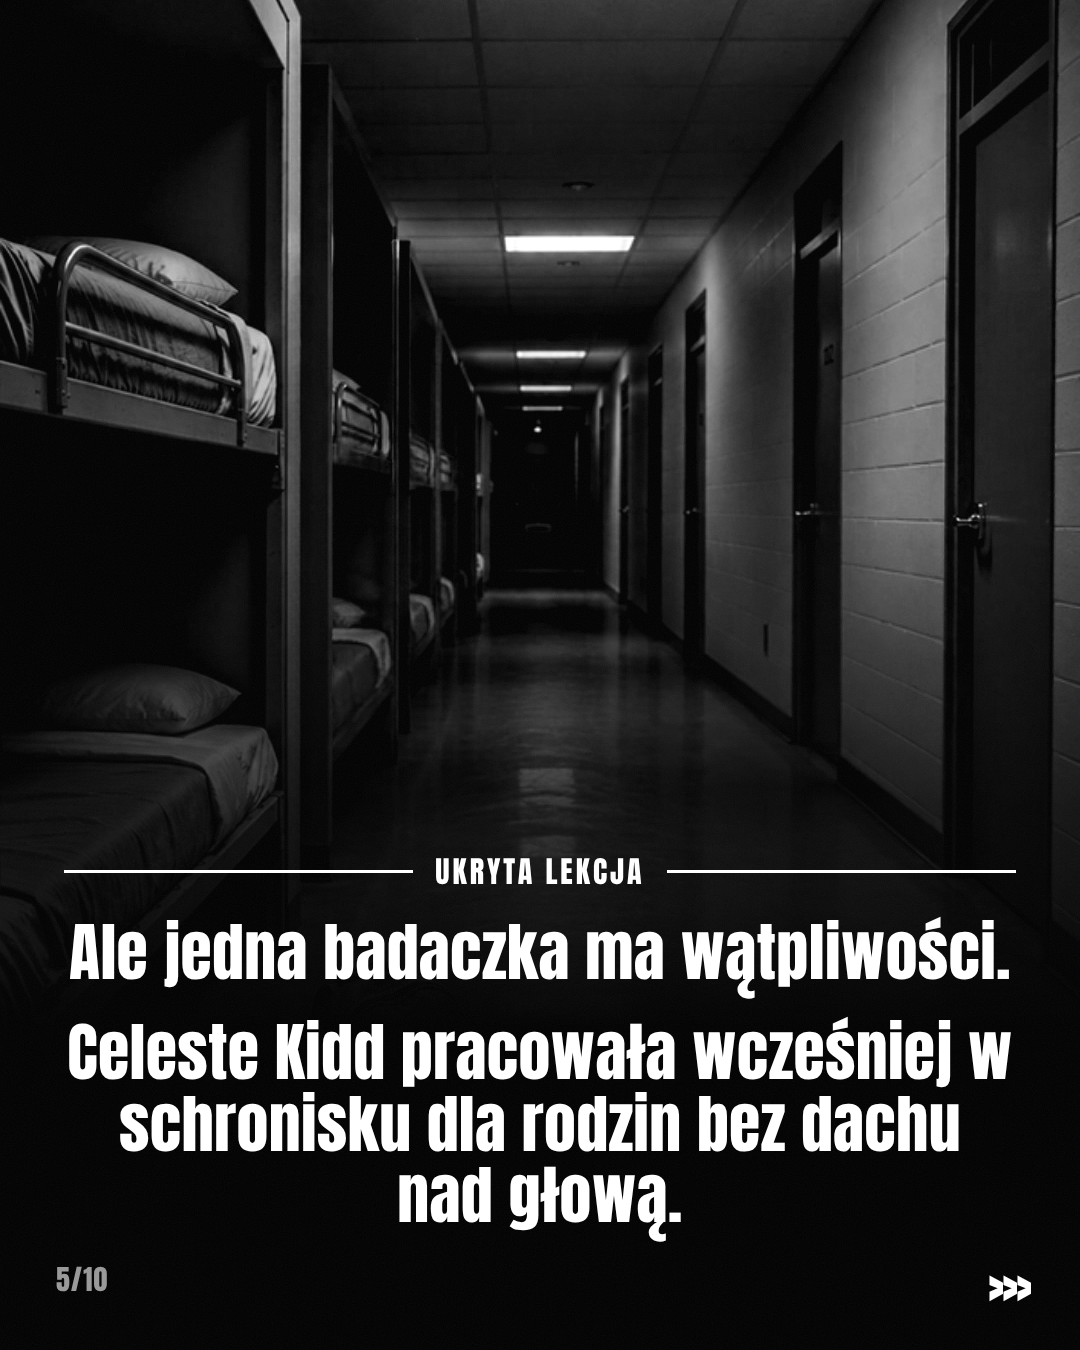 UKRYTA LEKCJA
Ale jedna badaczka ma wątpliwości.
Celeste Kidd pracowała wcześniej w
schronisku dla rodzin bez dachu
nad głową.
5/10
>>>